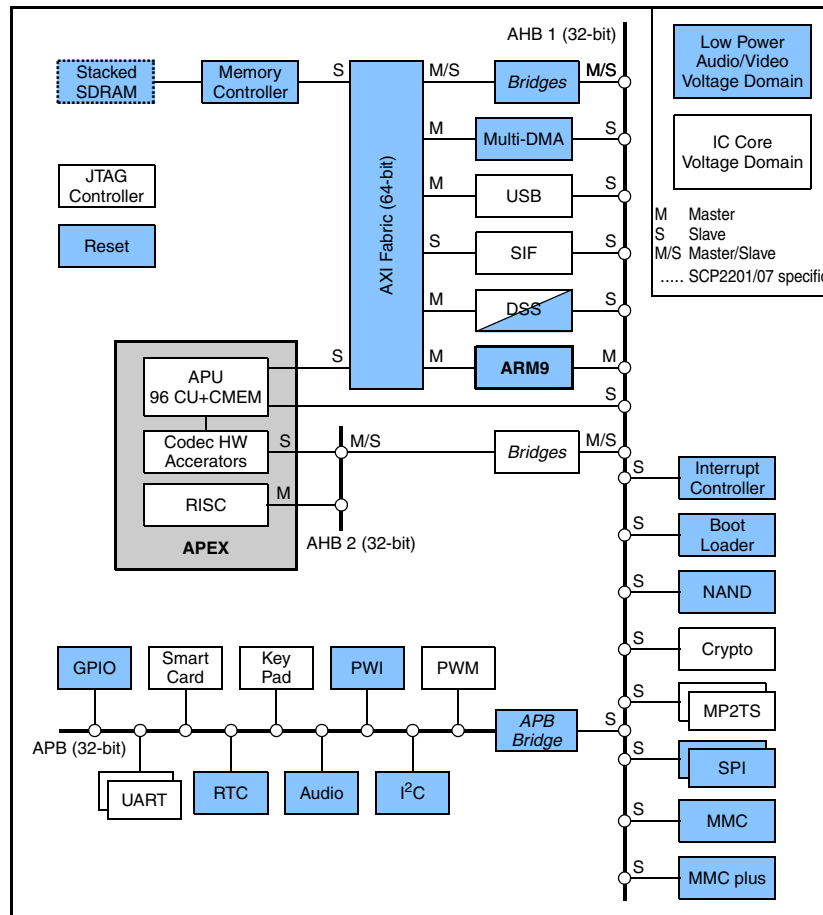 AHB 1 (32-bit)
Stacked
SDRAM
Memory
Controller
S
AXI Fabric (64-bit)
M/S
Bridges
M/S
M
Multi-DMA
S
M
USB
S
S
SIF
S
M
DSS
S
M
ARM9
M
JTAG
Controller
Reset
Low Power
Audio/Video
Voltage Domain
IC Core
Voltage Domain
M Master
S Slave
M/S Master/Slave
..... SCP2201/07 specific
APU
96 CU+CMEM
S
S
Codec HW
Accerators
S
M/S
Bridges
M/S
RISC
M
APEX
AHB 2 (32-bit)
S
Interrupt
Controller
S
Boot
Loader
S
NAND
S
Crypto
S
MP2TS
S
SPI
S
MMC
S
MMC plus
GPIO
Smart
Card
Key
Pad
PWI
PWM
APB
Bridge
S
APB (32-bit)
UART
RTC
Audio
I²C